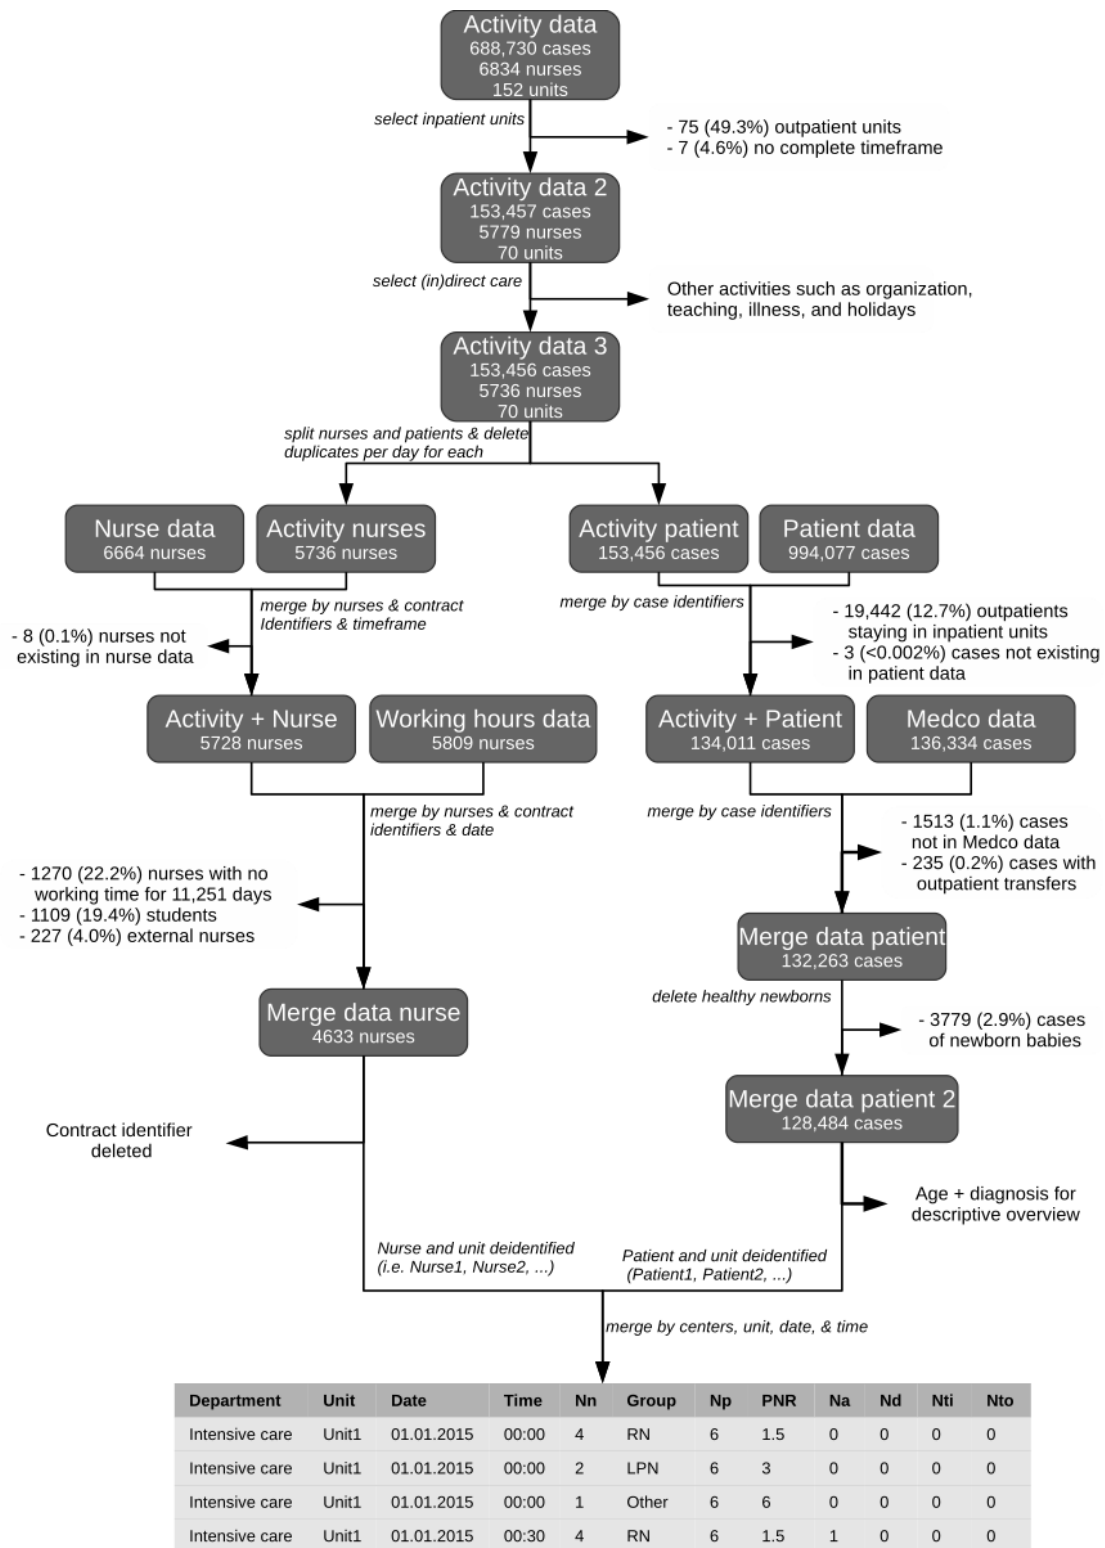 Activity data
688,730 cases
6834 nurses
152 units
select inpatient units
- 75 (49.3%) outpatient units
- 7 (4.6%) no complete timeframe
Activity data 2
153,457 cases
5779 nurses
70 units
select (in)direct care
Other activities such as organization,
teaching, illness, and holidays
Activity data 3
153,456 cases
5736 nurses
70 units
split nurses and patients & delete
duplicates per day for each
Nurse data
6664 nurses
Activity nurses
5736 nurses
Activity patient
153,456 cases
Patient data
994,077 cases
merge by nurses & contract
Identifiers & timeframe
- 8 (0.1%) nurses not
existing in nurse data
merge by case identifiers
- 19,442 (12.7%) outpatients
staying in inpatient units
- 3 (<0.002%) cases not existing
in patient data
Activity + Nurse
5728 nurses
Working hours data
5809 nurses
Activity + Patient
134,011 cases
Medco data
136,334 cases
merge by nurses & contract
identifiers & date
merge by case identifiers
- 1513 (1.1%) cases
not in Medco data
- 235 (0.2%) cases with
outpatient transfers
- 1270 (22.2%) nurses with no
working time for 11,251 days
- 1109 (19.4%) students
- 227 (4.0%) external nurses
Merge data patient
132,263 cases
delete healthy newborns
Merge data nurse
4633 nurses
- 3779 (2.9%) cases
of newborn babies
Merge data patient 2
128,484 cases
Contract identifier
deleted
Age + diagnosis for
descriptive overview
Nurse and unit deidentified
(i.e. Nurse1, Nurse2, ...)
Patient and unit deidentified
(Patient1, Patient2, ...)
merge by centers, unit, date, & time
Department Unit Date Time Nn Group Np PNR Na Nd Nti Nto
Intensive care Unit1 01.01.2015 00:00 4 RN 6 1.5 0 0 0 0
Intensive care Unit1 01.01.2015 00:00 2 LPN 6 3 0 0 0 0
Intensive care Unit1 01.01.2015 00:00 1 Other 6 6 0 0 0 0
Intensive care Unit1 01.01.2015 00:30 4 RN 6 1.5 1 0 0 0